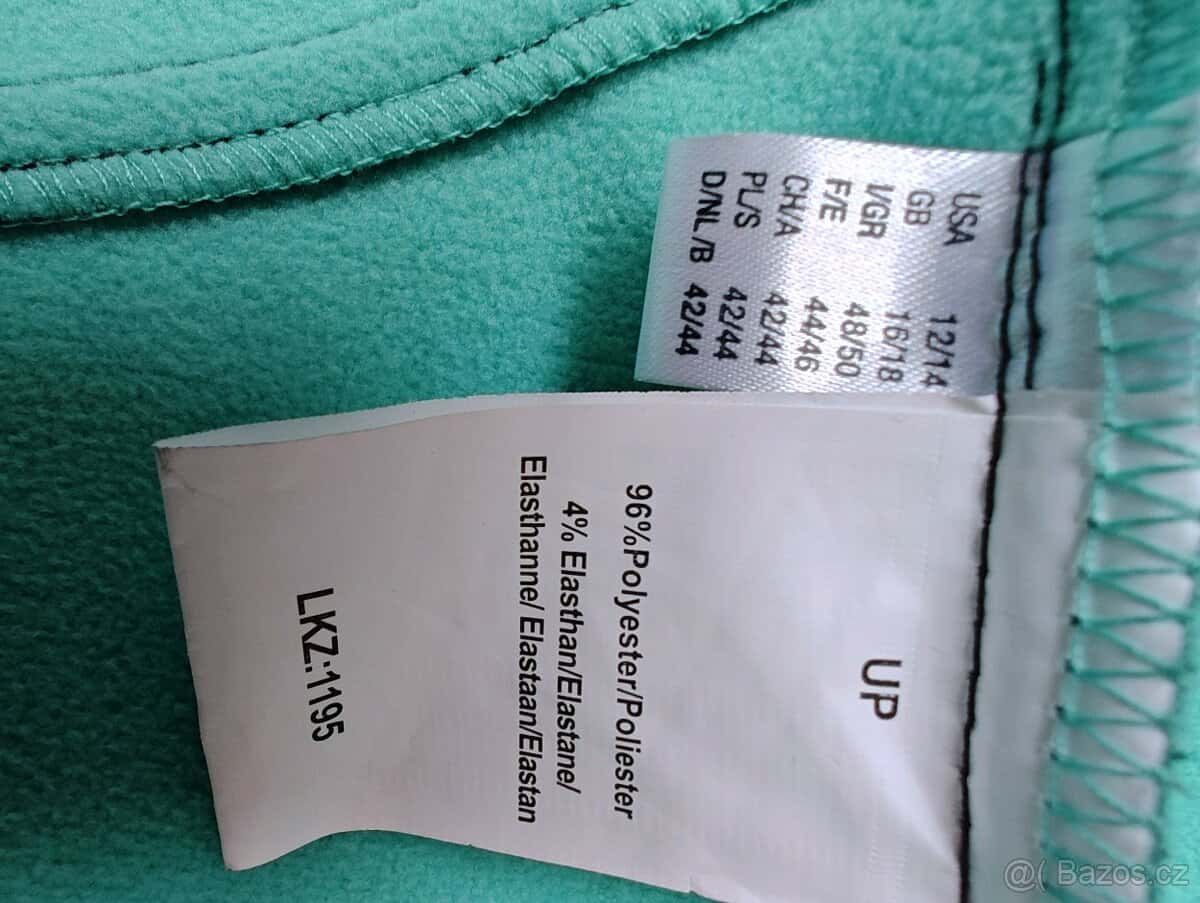 USA 12/14
GB 16/18
I/GR 48/50
F/E 44/46
CH/A 42/44
PL/S 42/44
D/NL/B 42/44
UP
96%Polyester/Poliester
4% Elasthan/Elastane/
Elasthanne/ Elastaan/Elastan
LKZ:1195
@( Bazos.cz